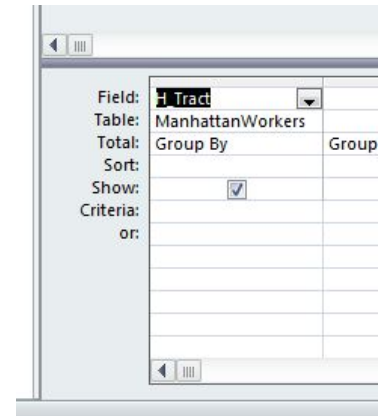 Field: H_Tract
Table: ManhattanWorkers
Total: Group By Group
Sort:
Show:
Criteria:
or: